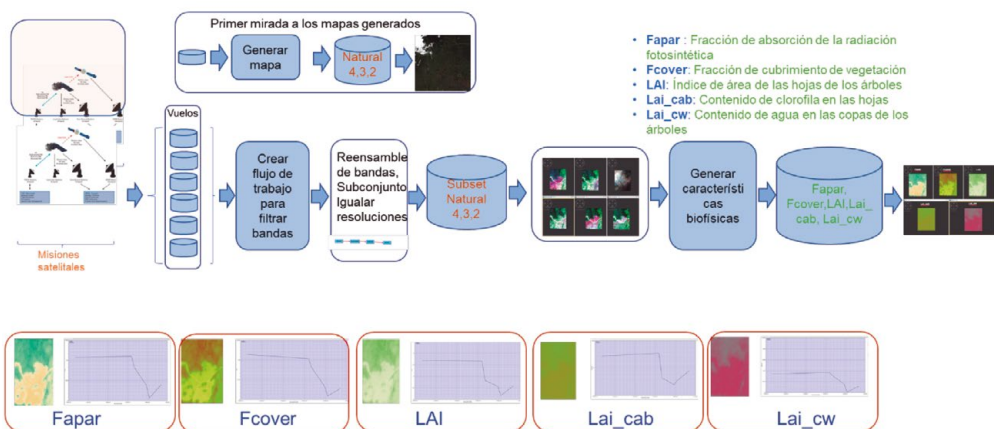 Primer mirada a los mapas generados
Generar
mapa
Natural
4,3,2
• Fapar : Fracción de absorción de la radiación
fotosintética
• Fcover: Fracción de cubrimiento de vegetación
• LAI: Índice de área de las hojas de los árboles
• Lai_cab: Contenido de clorofila en las hojas
• Lai_cw: Contenido de agua en las copas de los
árboles
Vuelos
Crear
flujo de
trabajo
para
filtrar
bandas
Reensamble
de bandas,
Subconjunto
Igualar
resoluciones
Subset
Natural
4,3,2
Generar
característi
cas
biofísicas
Fapar,
Fcover,LAI,Lai_
cab, Lai_cw
Misiones
satelitales
Fapar
Fcover
LAI
Lai_cab
Lai_cw